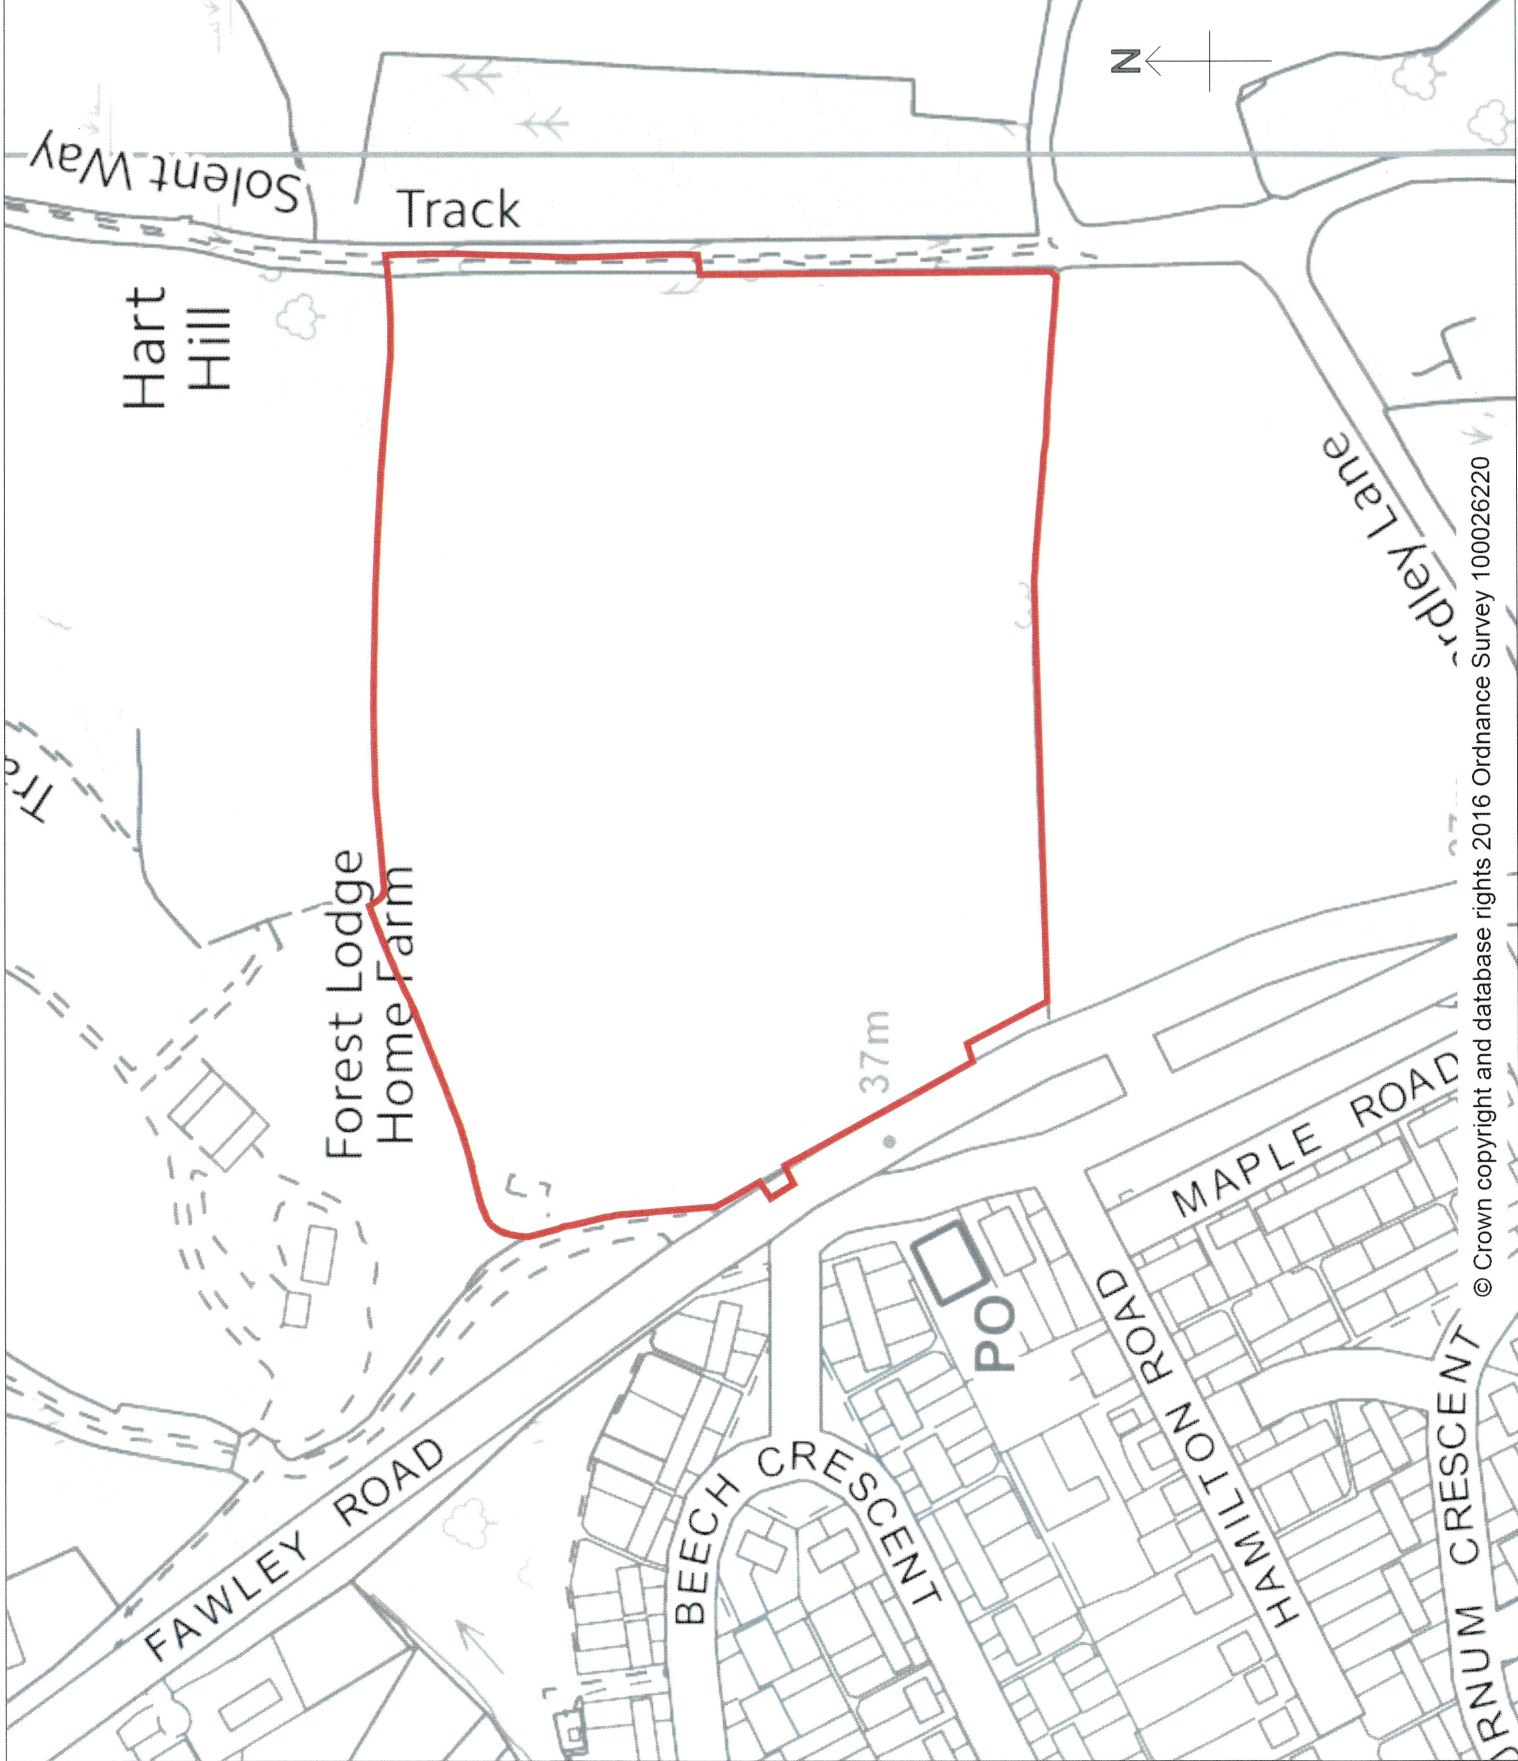 Solent Way
Track
N
Hart
Hill
Forest Lodge
Home Farm
37m
FAWLEY ROAD
BEECH CRESCENT
PO
HAMILTON ROAD
MAPLE ROAD
CRESCENT
Lane
© Crown copyright and database rights 2016 Ordnance Survey 100026220